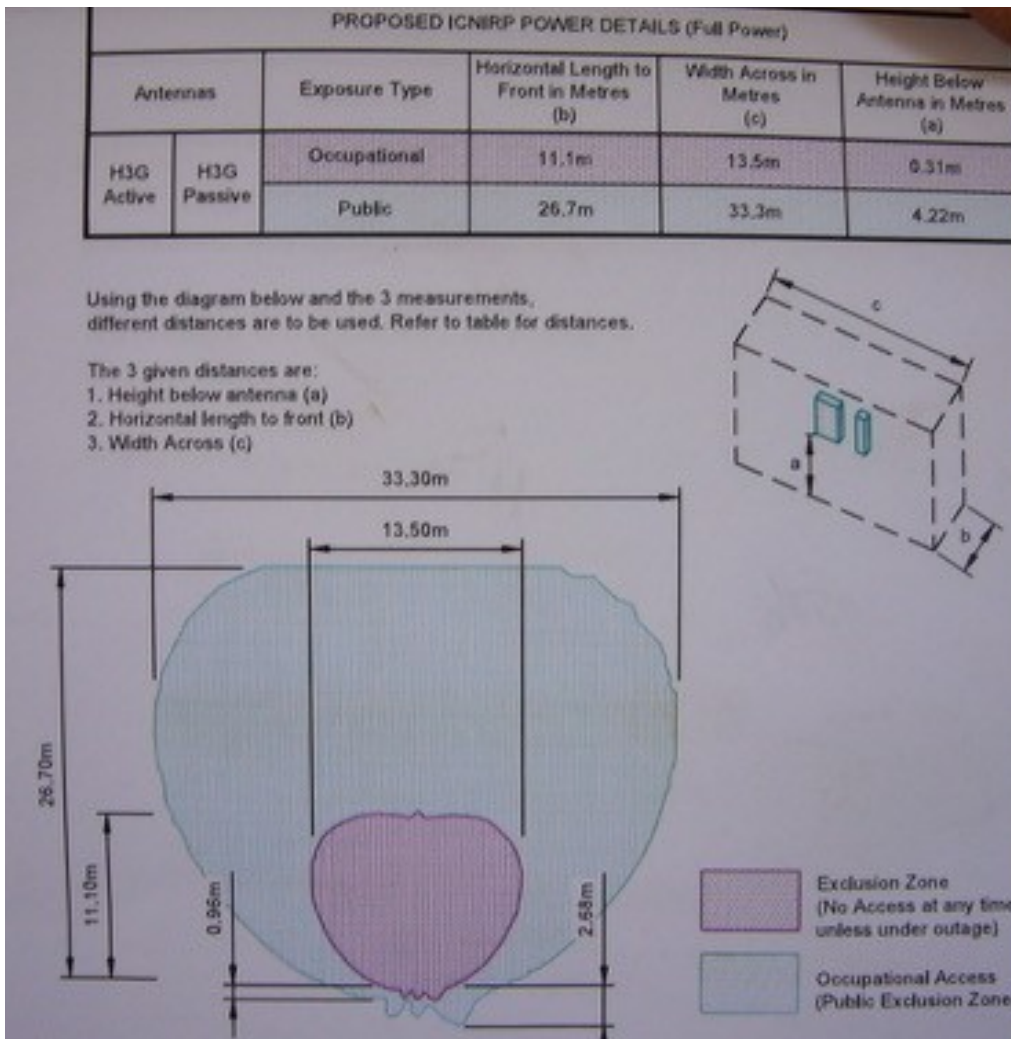 PROPOSED ICNIRP POWER DETAILS (Full Power)
Antennas
Exposure Type
Horizontal Length to
Front in Metres
(b)
Width Across in
Metres
(c)
Height Below
Antenna in Metres
(a)
H3G
Active
H3G
Passive
Occupational
11.1m
13.5m
0.31m
Public
26.7m
33.3m
4.22m
Using the diagram below and the 3 measurements,
different distances are to be used. Refer to table for distances.
The 3 given distances are:
1. Height below antenna (a)
2. Horizontal length to front (b)
3. Width Across (c)
c
a
b
33.30m
13.50m
26.70m
11.10m
0.96m
2.68m
Exclusion Zone
(No Access at any time
unless under outage)
Occupational Access
(Public Exclusion Zone